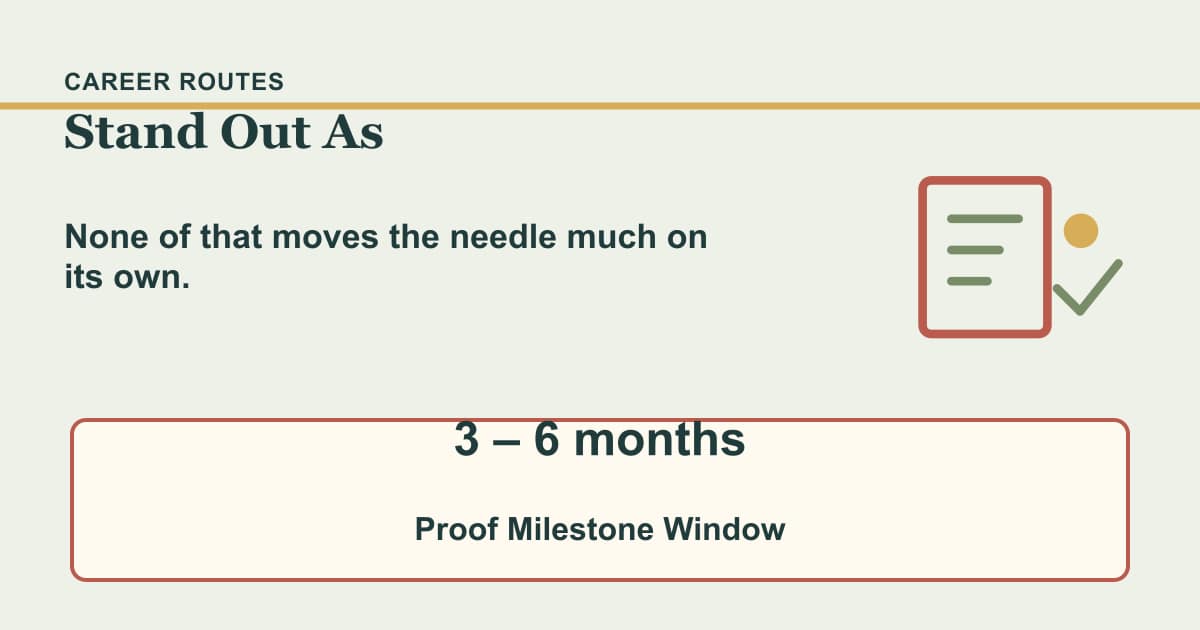 CAREER ROUTES
Stand Out As
None of that moves the needle much on
its own.
3 – 6 months
Proof Milestone Window